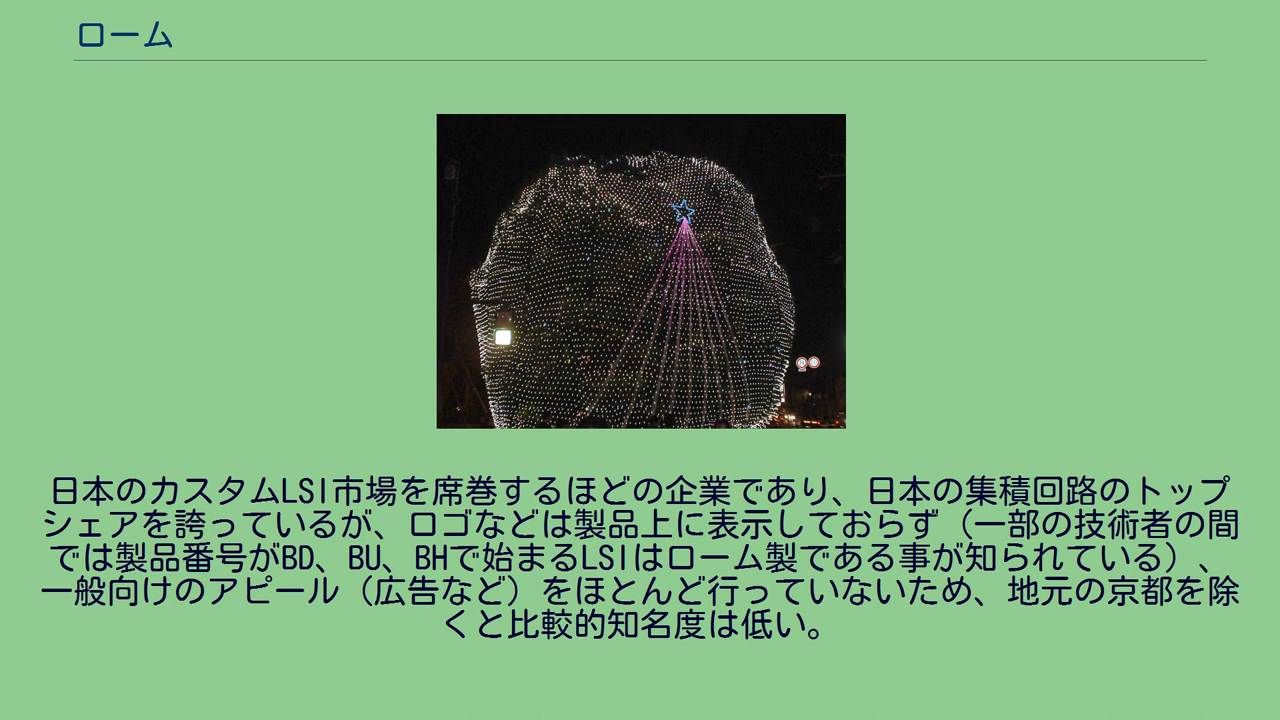 ローム
日本のカスタムLSI市場を席巻するほどの企業であり、日本の集積回路のトップ
シェアを誇っているが、ロゴなどは製品上に表示しておらず（一部の技術者の間
では製品番号がBD、BU、BHで始まるLSIはローム製である事が知られている）、
一般向けのアピール（広告など）をほとんど行っていないため、地元の京都を除
くと比較的知名度は低い。